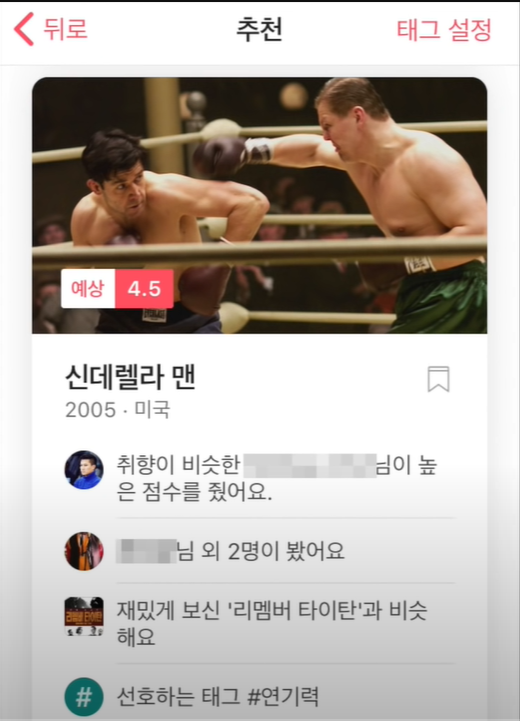 뒤로
추천
태그 설정
예상 4.5
신데렐라 맨
2005 · 미국
취향이 비슷한 님이 높
은 점수를 줬어요.
님 외 2명이 봤어요
재밌게 보신 '리멤버 타이탄'과 비슷
해요
# 선호하는 태그 #연기력